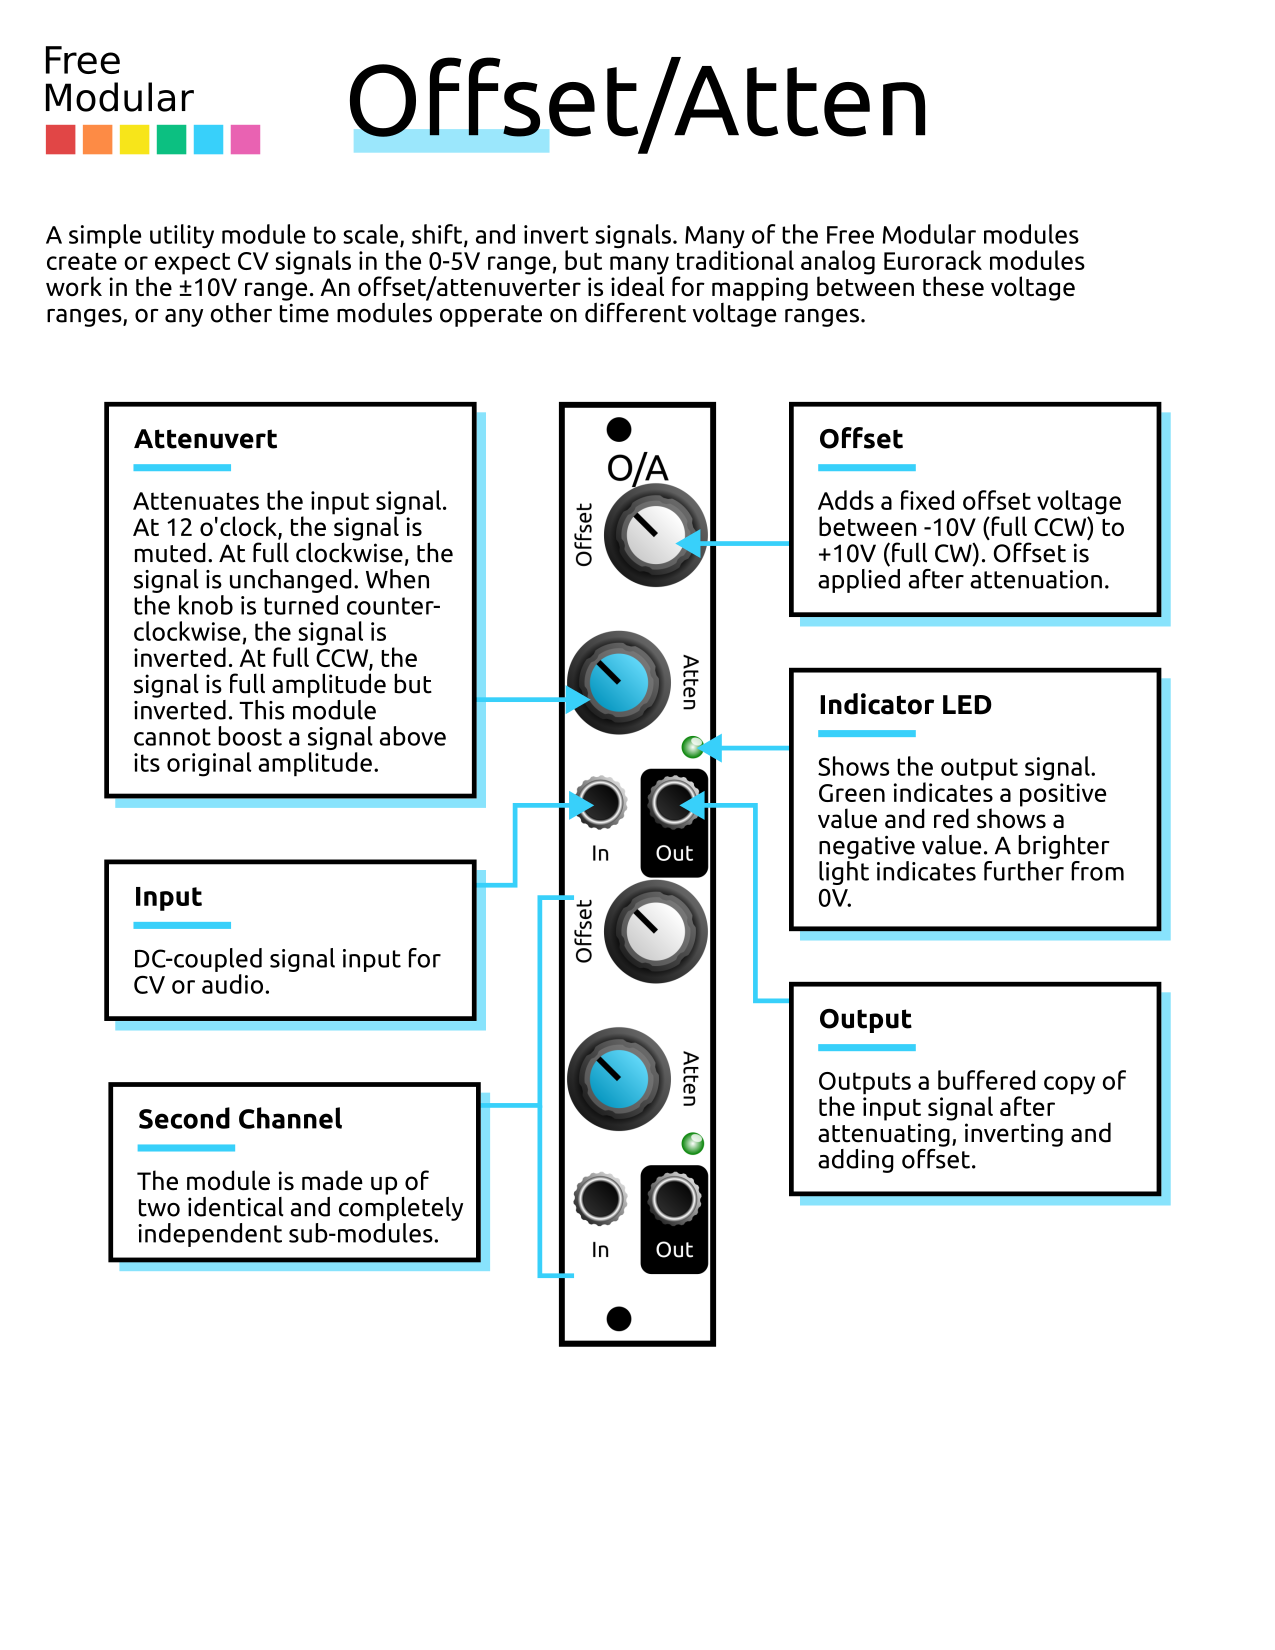 Free
Modular
Offset/Atten
A simple utility module to scale, shift, and invert signals. Many of the Free Modular modules
create or expect CV signals in the 0-5V range, but many traditional analog Eurorack modules
work in the ±10V range. An offset/attenuverter is ideal for mapping between these voltage
ranges, or any other time modules opperate on different voltage ranges.
Attenuvert
Attenuates the input signal.
At 12 o'clock, the signal is
muted. At full clockwise, the
signal is unchanged. When
the knob is turned counter-
clockwise, the signal is
inverted. At full CCW, the
signal is full amplitude but
inverted. This module
cannot boost a signal above
its original amplitude.
Input
DC-coupled signal input for
CV or audio.
Second Channel
The module is made up of
two identical and completely
independent sub-modules.
O/A
Offset
Atten
In
Out
Offset
Atten
In
Out
Offset
Adds a fixed offset voltage
between -10V (full CCW) to
+10V (full CW). Offset is
applied after attenuation.
Indicator LED
Shows the output signal.
Green indicates a positive
value and red shows a
negative value. A brighter
light indicates further from
0V.
Output
Outputs a buffered copy of
the input signal after
attenuating, inverting and
adding offset.